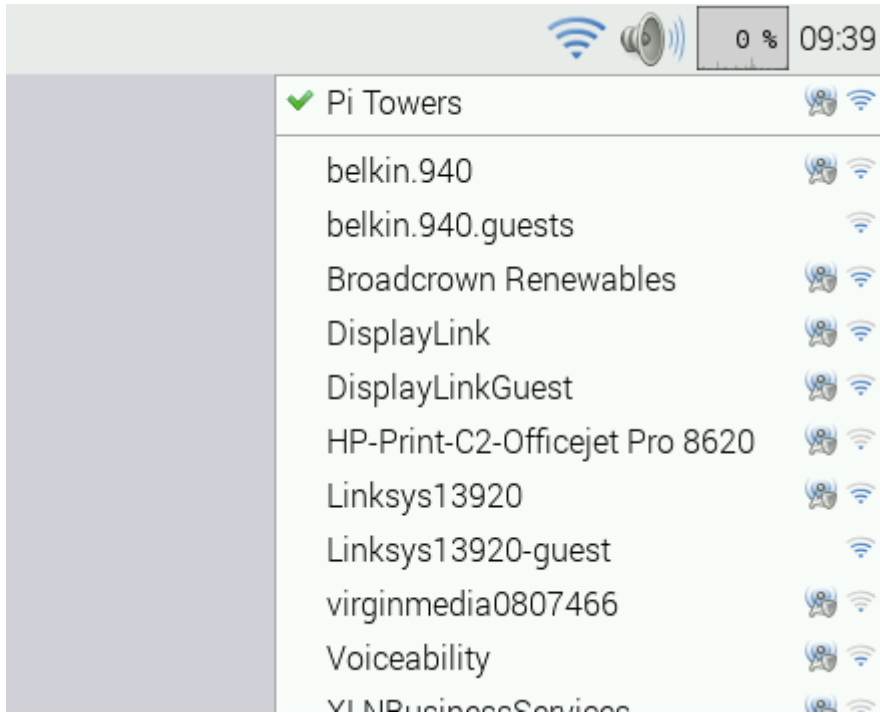 0 % 09:39
Pi Towers
belkin.940
belkin.940.guests
Broadcrown Renewables
DisplayLink
DisplayLinkGuest
HP-Print-C2-Officejet Pro 8620
Linksys13920
Linksys13920-guest
virginmedia0807466
Voiceability
XLNBusinessServices